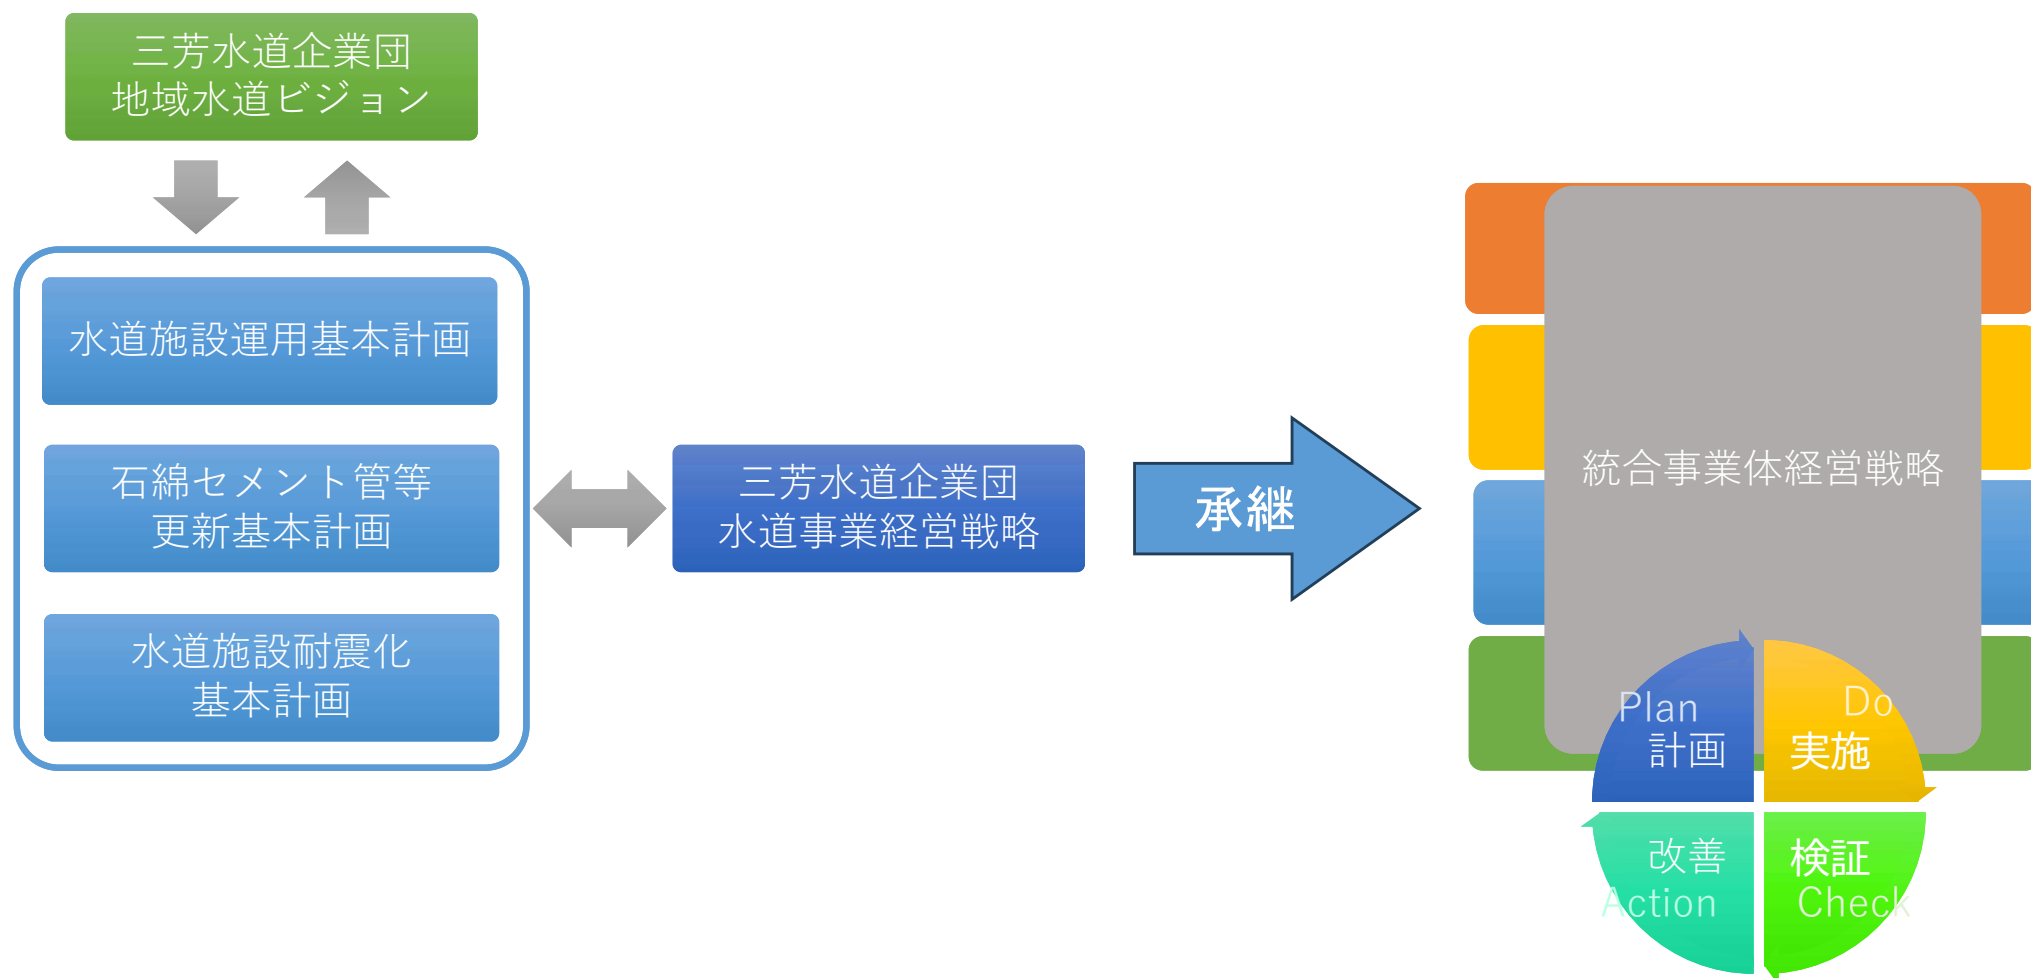 三芳水道企業団
地域水道ビジョン
水道施設運用基本計画
石綿セメント管等
更新基本計画
水道施設耐震化
基本計画
三芳水道企業団
水道事業経営戦略
承継
統合事業体経営戦略
Plan
計画
Do
実施
改善
Action
検証
Check